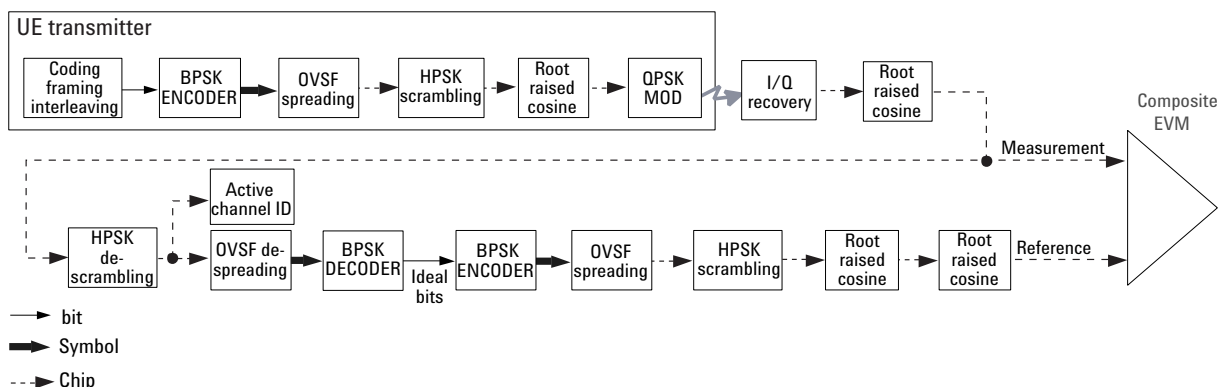 UE transmitter
Coding
framing
interleaving
BPSK
ENCODER
OVSF
spreading
HPSK
scrambling
Root
raised
cosine
QPSK
MOD
I/Q
recovery
Root
raised
cosine
Composite
EVM
Measurement
Active
channel ID
HPSK
de-
scrambling
OVSF de-
spreading
BPSK
DECODER
Ideal
bits
BPSK
ENCODER
OVSF
spreading
HPSK
scrambling
Root
raised
cosine
Root
raised
cosine
Reference
bit
Symbol
Chip